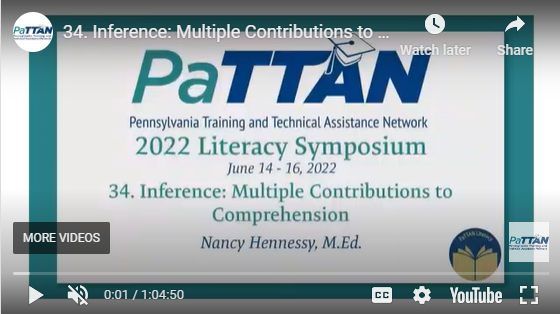 34. Inference: Multiple Contributions to ...
Watch later
Share
PaTTAN
Pennsylvania Training and Technical Assistance Network
2022 Literacy Symposium
June 14 - 16, 2022
34. Inference: Multiple Contributions to
Comprehension
Nancy Hennessy, M.Ed.
MORE VIDEOS
PaTTAN
0:01 / 1:04:50
CC
YouTube